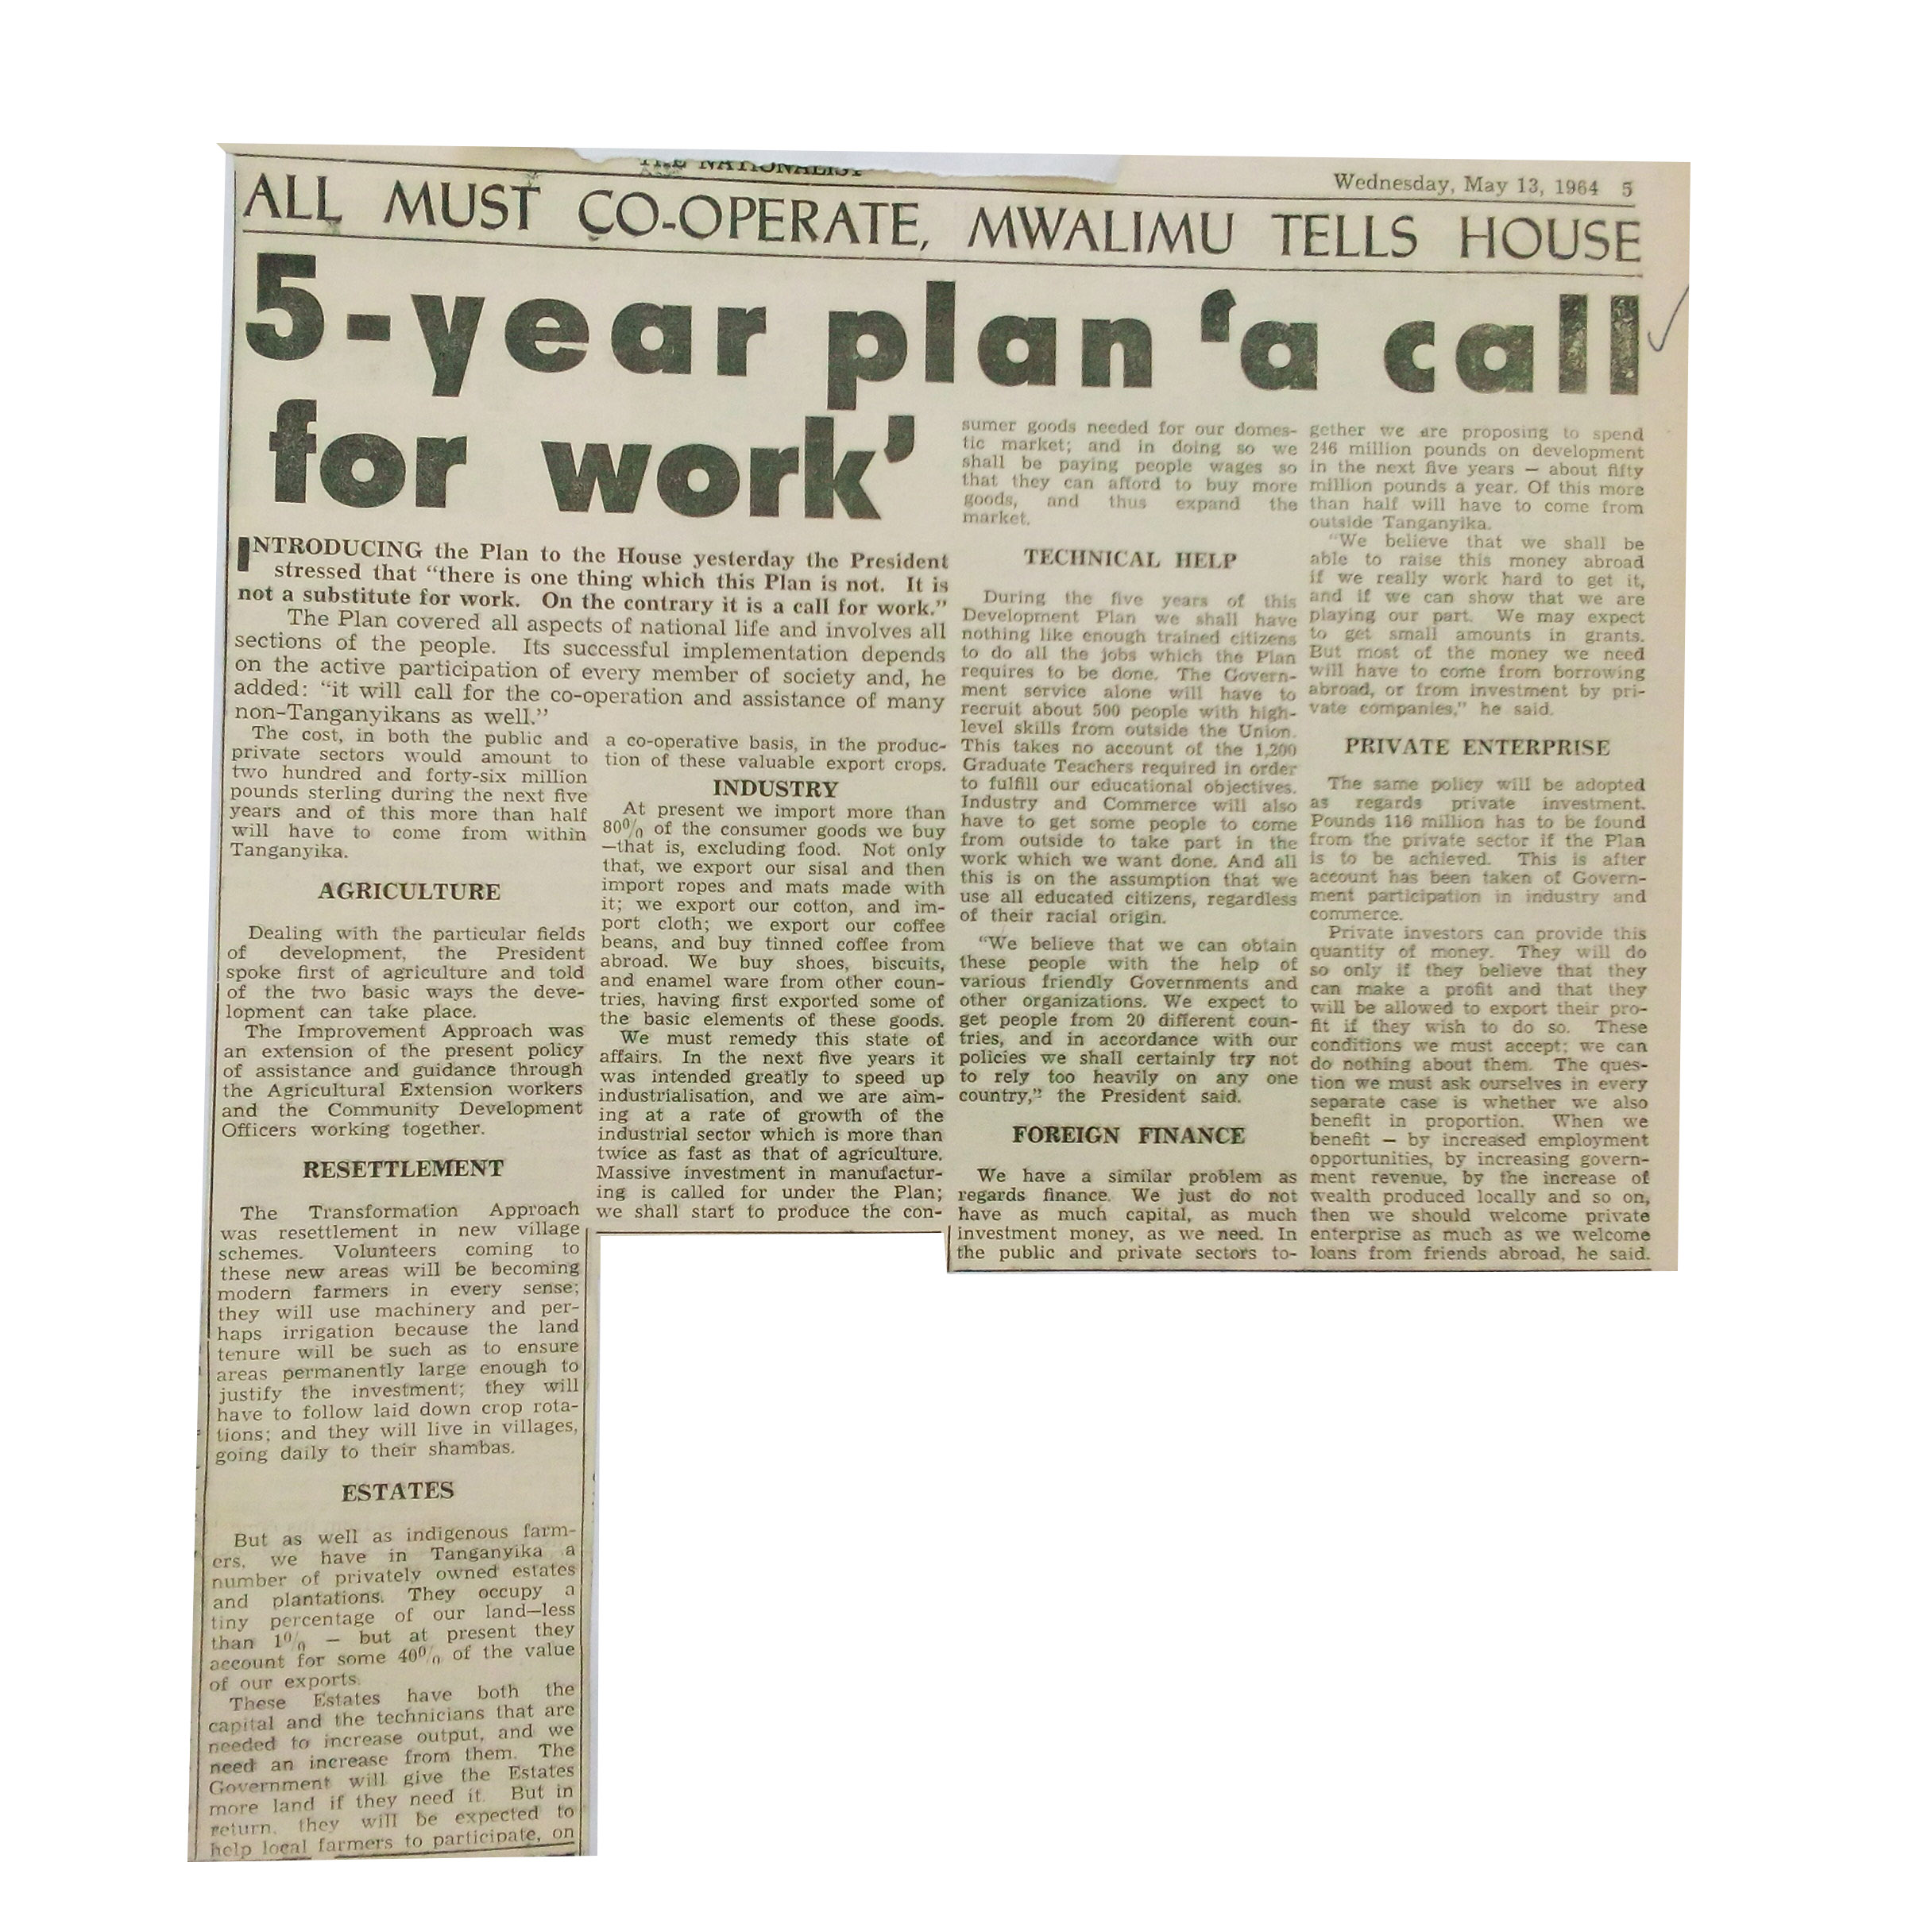 THE NATIONALIST
Wednesday, May 13, 1964 5
ALL MUST CO-OPERATE, MWALIMU TELLS HOUSE
5-year plan ‘a call
for work’
INTRODUCING the Plan to the House yesterday the President
stressed that “there is one thing which this Plan is not. It is
not a substitute for work. On the contrary it is a call for work.”
The Plan covered all aspects of national life and involves all
sections of the people. Its successful implementation depends
on the active participation of every member of society and, he
added: “it will call for the co-operation and assistance of many
non-Tanganyikans as well.”
The cost, in both the public and
private sectors would amount to
two hundred and forty-six million
pounds sterling during the next five
years and of this more than half
will have to come from within
Tanganyika.
AGRICULTURE
Dealing with the particular fields
of development, the President
spoke first of agriculture and told
of the two basic ways the deve-
lopment can take place.
The Improvement Approach was
an extension of the present policy
of assistance and guidance through
the Agricultural Extension workers
and the Community Development
Officers working together.
RESETTLEMENT
The Transformation Approach
was resettlement in new village
schemes. Volunteers coming to
these new areas will be becoming
modern farmers in every sense;
they will use machinery and per-
haps irrigation because the land
tenure will be such as to ensure
areas permanently large enough to
justify the investment; they will
have to follow laid down crop rota-
tions; and they will live in villages,
going daily to their shambas.
ESTATES
But as well as indigenous farm-
ers, we have in Tanganyika a
number of privately owned estates
and plantations. They occupy a
tiny percentage of our land—less
than 1% — but at present they
account for some 40% of the value
of our exports.
These Estates have both the
capital and the technicians that are
needed to increase output, and we
need an increase from them. The
Government will give the Estates
more land if they need it. But in
return, they will be expected to
help local farmers to participate, on
a co-operative basis, in the produc-
tion of these valuable export crops.
INDUSTRY
At present we import more than
80% of the consumer goods we buy
—that is, excluding food. Not only
that, we export our sisal and then
import ropes and mats made with
it; we export our cotton, and im-
port cloth; we export our coffee
beans, and buy tinned coffee from
abroad. We buy shoes, biscuits,
and enamel ware from other coun-
tries, having first exported some of
the basic elements of these goods.
We must remedy this state of
affairs. In the next five years it
was intended greatly to speed up
industrialisation, and we are aim-
ing at a rate of growth of the
industrial sector which is more than
twice as fast as that of agriculture.
Massive investment in manufactur-
ing is called for under the Plan;
we shall start to produce the con-
sumer goods needed for our domes-
tic market; and in doing so we
shall be paying people wages so
that they can afford to buy more
goods, and thus expand the
market.
TECHNICAL HELP
During the five years of this
Development Plan we shall have
nothing like enough trained citizens
to do all the jobs which the Plan
requires to be done. The Govern-
ment service alone will have to
recruit about 500 people with high-
level skills from outside the Union.
This takes no account of the 1,200
Graduate Teachers required in order
to fulfill our educational objectives.
Industry and Commerce will also
have to get some people to come
from outside to take part in the
work which we want done. And all
this is on the assumption that we
use all educated citizens, regardless
of their racial origin.
“We believe that we can obtain
these people with the help of
various friendly Governments and
other organizations. We expect to
get people from 20 different coun-
tries, and in accordance with our
policies we shall certainly try not
to rely too heavily on any one
country,” the President said.
FOREIGN FINANCE
We have a similar problem as
regards finance. We just do not
have as much capital, as much
investment money, as we need. In
the public and private sectors to-
gether we are proposing to spend
246 million pounds on development
in the next five years — about fifty
million pounds a year. Of this more
than half will have to come from
outside Tanganyika.
“We believe that we shall be
able to raise this money abroad
if we really work hard to get it,
and if we can show that we are
playing our part. We may expect
to get small amounts in grants.
But most of the money we need
will have to come from borrowing
abroad, or from investment by pri-
vate companies,” he said.
PRIVATE ENTERPRISE
The same policy will be adopted
as regards private investment.
Pounds 116 million has to be found
from the private sector if the Plan
is to be achieved. This is after
account has been taken of Govern-
ment participation in industry and
commerce.
Private investors can provide this
quantity of money. They will do
so only if they believe that they
can make a profit and that they
will be allowed to export their pro-
fit if they wish to do so. These
conditions we must accept; we can
do nothing about them. The ques-
tion we must ask ourselves in every
separate case is whether we also
benefit in proportion. When we
benefit — by increased employment
opportunities, by increasing govern-
ment revenue, by the increase of
wealth produced locally and so on,
then we should welcome private
enterprise as much as we welcome
loans from friends abroad, he said.